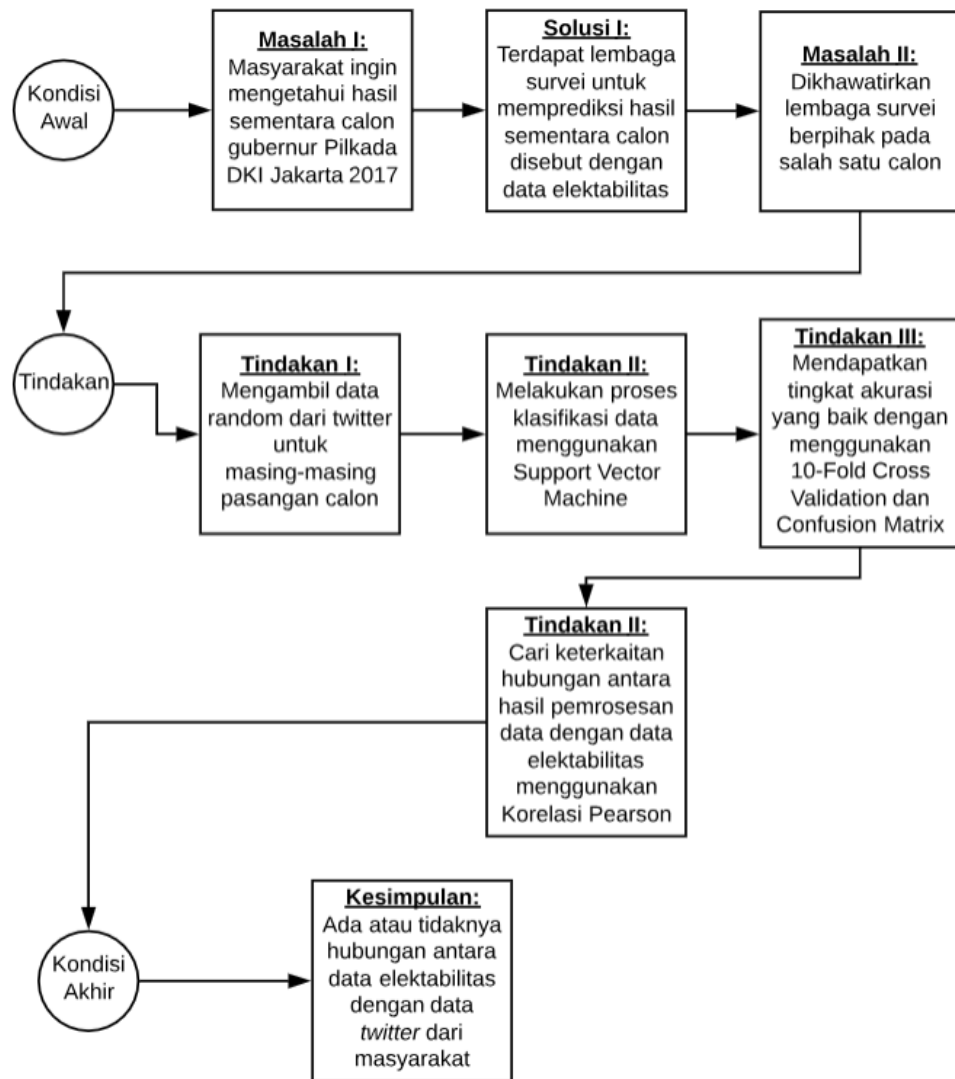 Kondisi
Awal
Masalah I:
Masyarakat ingin
mengetahui hasil
sementara calon
gubernur Pilkada
DKI Jakarta 2017
Solusi I:
Terdapat lembaga
survei untuk
memprediksi hasil
sementara calon
disebut dengan
data elektabilitas
Masalah II:
Dikhawatirkan
lembaga survei
berpihak pada
salah satu calon
Tindakan
Tindakan I:
Mengambil data
random dari twitter
untuk
masing-masing
pasangan calon
Tindakan II:
Melakukan proses
klasifikasi data
menggunakan
Support Vector
Machine
Tindakan III:
Mendapatkan
tingkat akurasi
yang baik dengan
menggunakan
10-Fold Cross
Validation dan
Confusion Matrix
Tindakan II:
Cari keterkaitan
hubungan antara
hasil pemrosesan
data dengan data
elektabilitas
menggunakan
Korelasi Pearson
Kondisi
Akhir
Kesimpulan:
Ada atau tidaknya
hubungan antara
data elektabilitas
dengan data
twitter dari
masyarakat